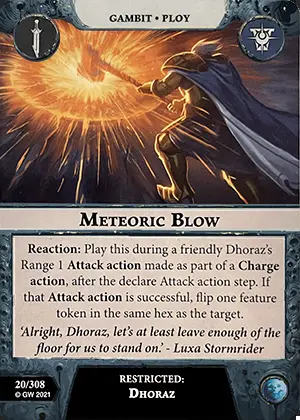 GAMBIT • PLOY
METEORIC BLOW
Reaction: Play this during a friendly Dhoraz's
Range 1 Attack action made as part of a Charge
action, after the declare Attack action step. If
that Attack action is successful, flip one feature
token in the same hex as the target.
'Alright, Dhoraz, let's at least leave enough of the
floor for us to stand on.' - Luxa Stormrider
20/308
© GW 2021
RESTRICTED:
DHORAZ